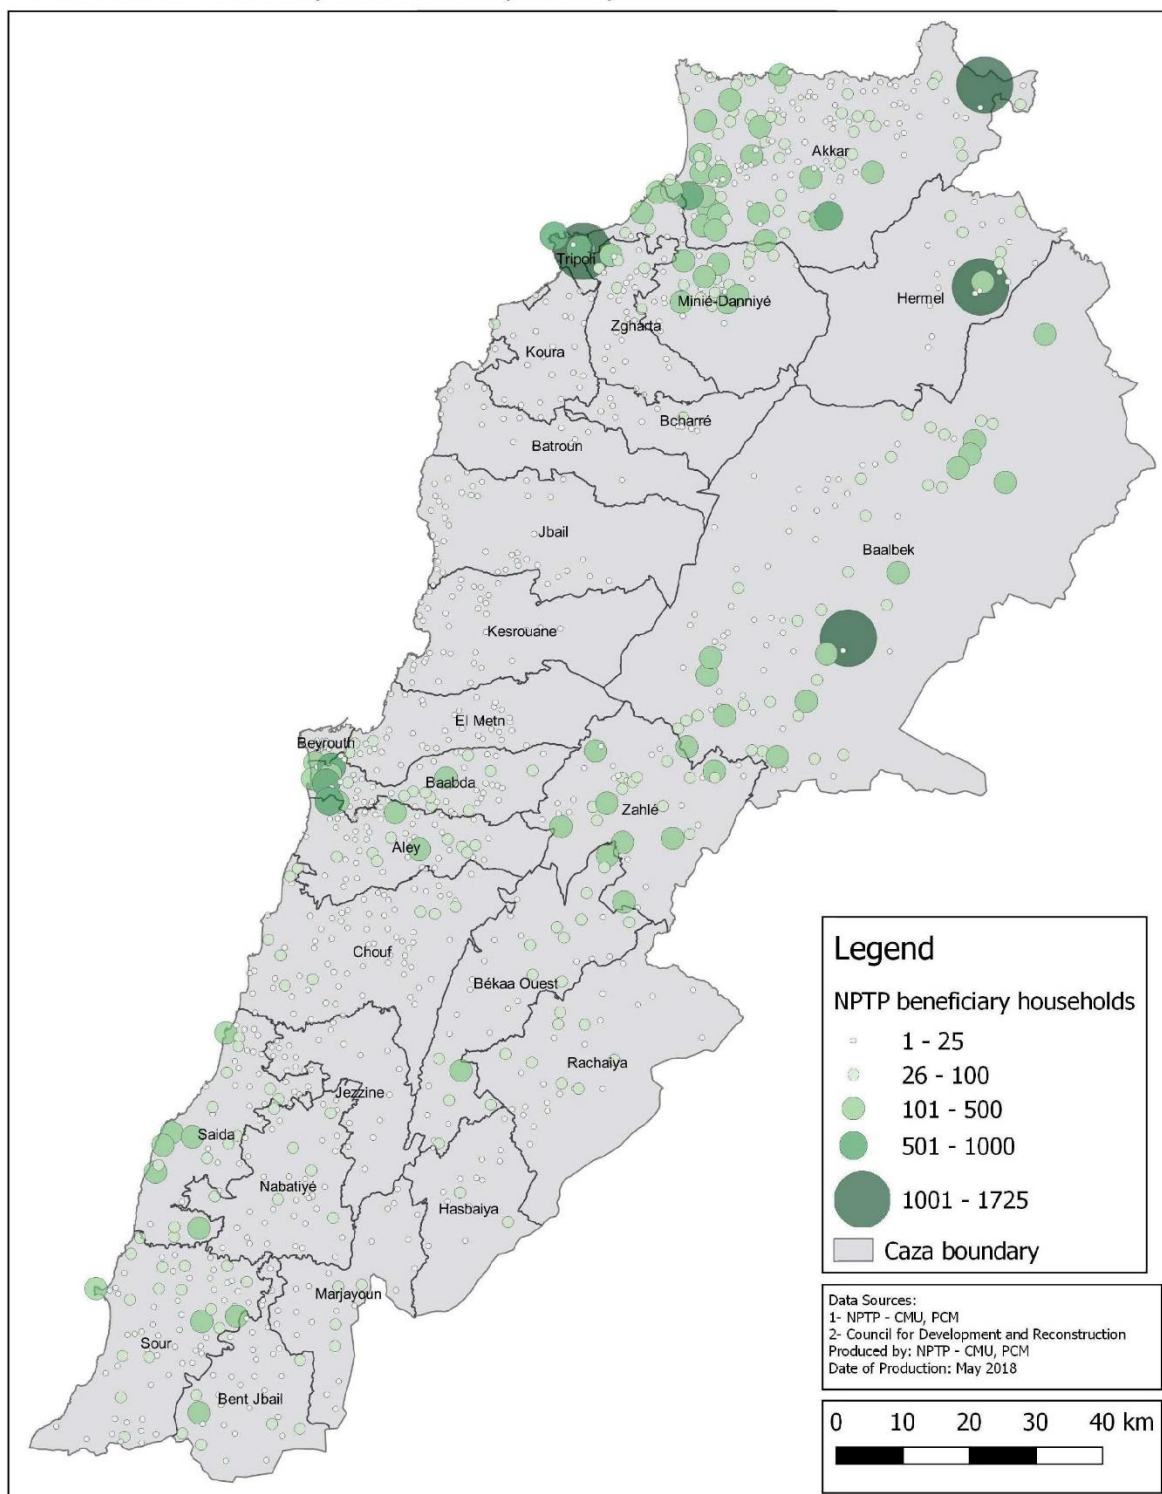 Akkar
Tripoli
Hermel
Minié-Danniyé
Zgharta
Koura
Bcharré
Batroun
Jbail
Baalbek
Kesrouane
El Metn
Beyrouth
Baabda
Zahlé
Aley
Chouf
Békaa Ouest
Rachaiya
Jezzine
Saida
Nabatiyé
Hasbaiya
Marjayoun
Sour
Bent Jbail
Legend
NPTP beneficiary households
1 - 25
26 - 100
101 - 500
501 - 1000
1001 - 1725
Caza boundary
Data Sources:
1- NPTP - CMU, PCM
2- Council for Development and Reconstruction
Produced by: NPTP - CMU, PCM
Date of Production: May 2018
0 10 20 30 40 km